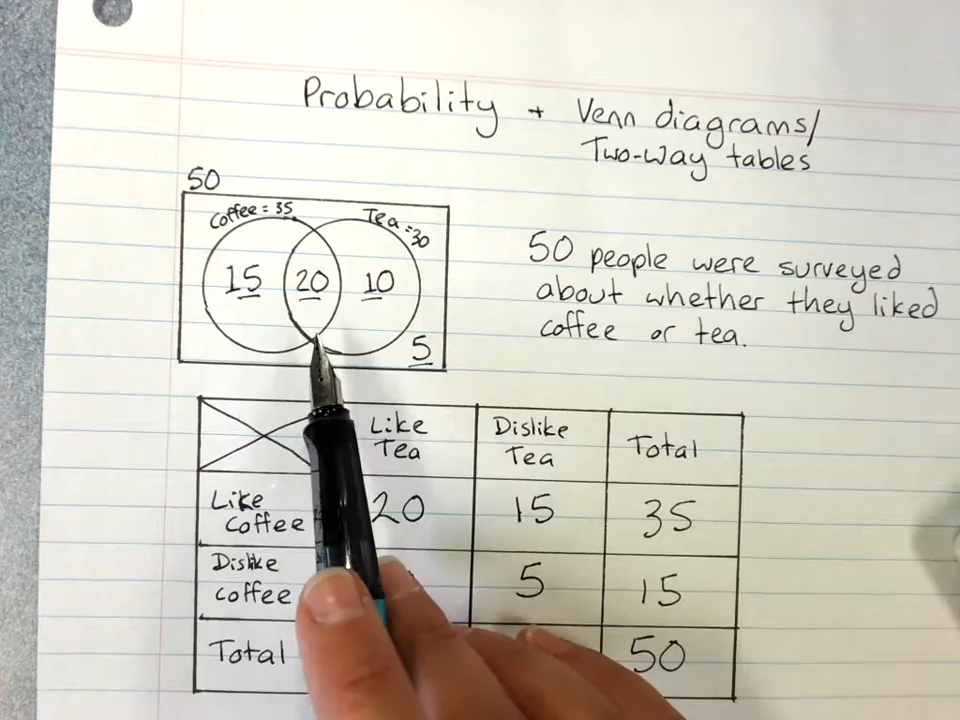 Probability + Venn diagrams/
Two-way tables
50
Coffee = 35
Tea = 30
15 20 10
5
50 people were surveyed
about whether they liked
coffee or tea.
Like
Tea
Dislike
Tea
Total
Like
coffee
20
15
35
Dislike
coffee
5
15
Total
50